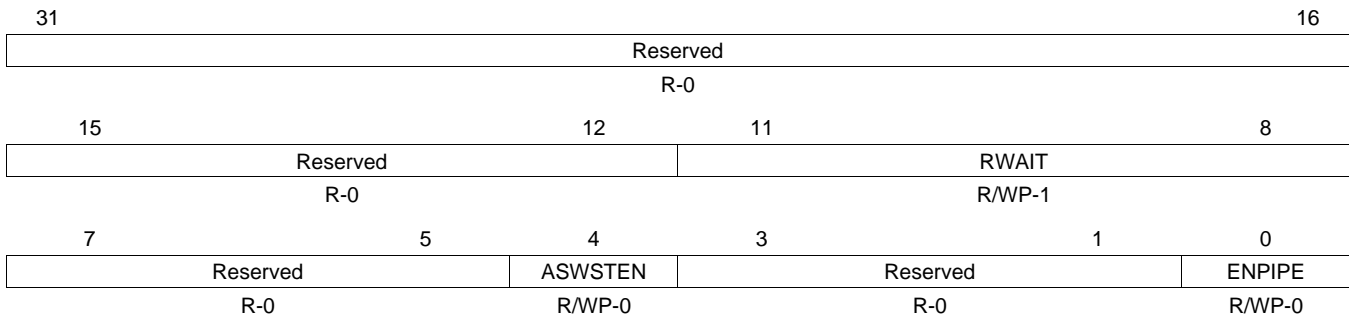 31 16
Reserved
R-0
15 12 11 8
Reserved RWAIT
R-0 R/WP-1
7 5 4 3 1 0
Reserved ASWSTEN Reserved ENPIPE
R-0 R/WP-0 R-0 R/WP-0